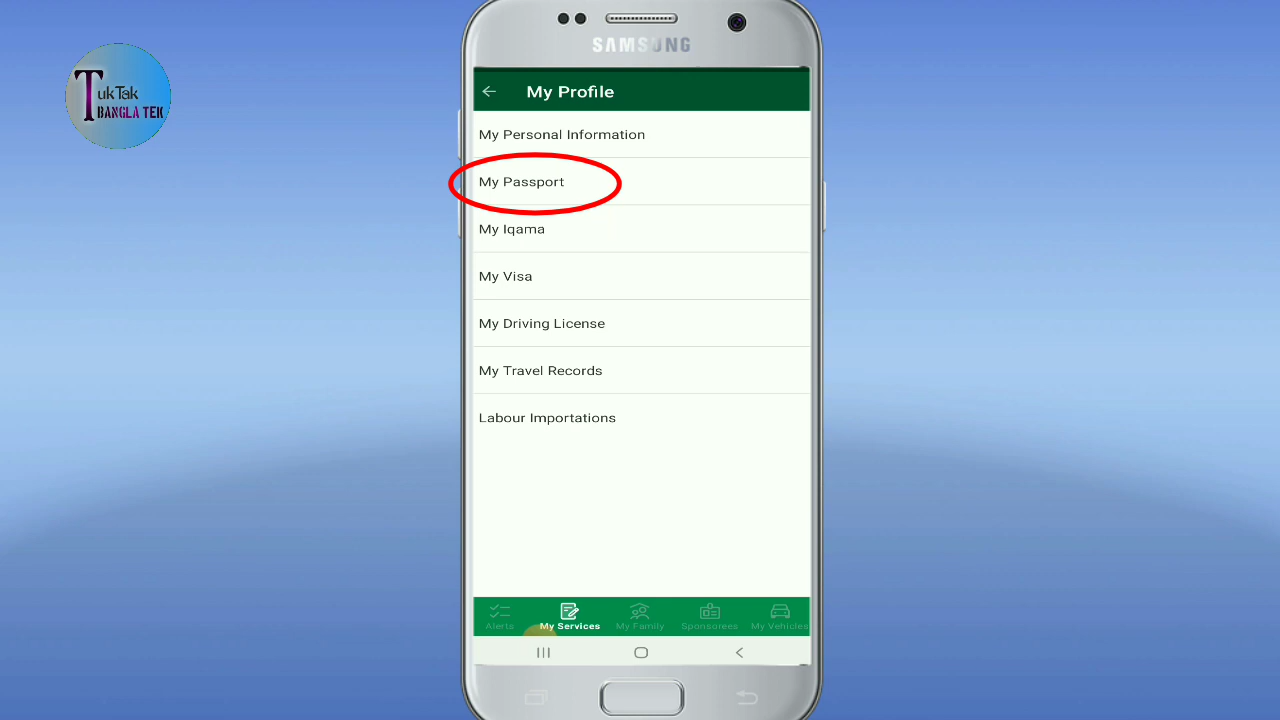 SAMSUNG
TukTak
BANGLA TEK
My Profile
My Personal Information
My Passport
My Iqama
My Visa
My Driving License
My Travel Records
Labour Importations
Alerts My Services My Family Sponsorees My Vehicles